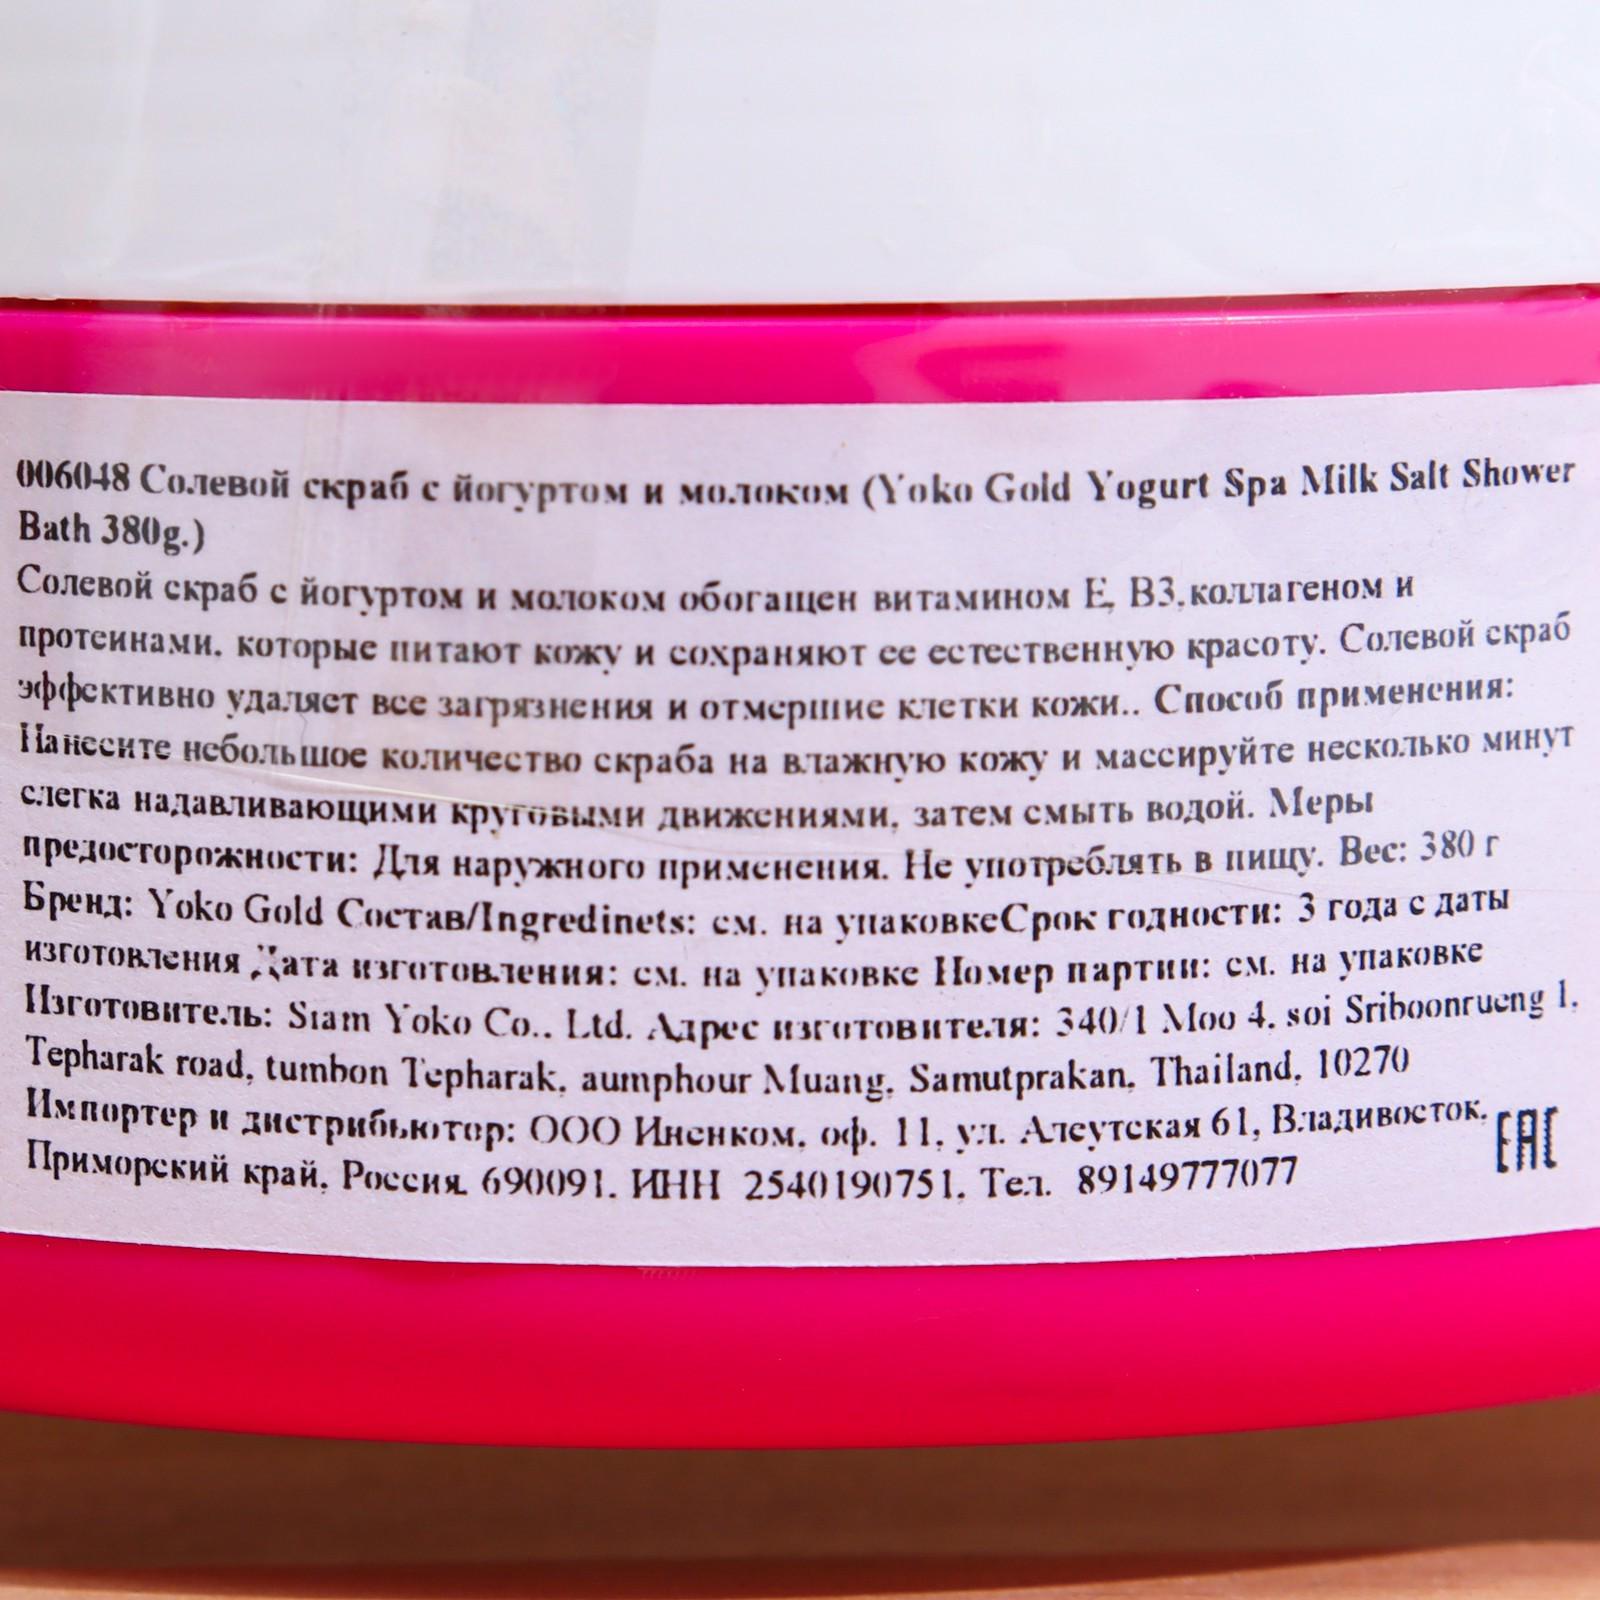 006048 Солевой скраб с йогуртом и молоком (Yoko Gold Yogurt Spa Milk Salt Shower
Bath 380g.)
Солевой скраб с йогуртом и молоком обогащен витамином Е, В3,коллагеном и
протеинами, которые питают кожу и сохраняют ее естественную красоту. Солевой скраб
эффективно удаляет все загрязнения и отмершие клетки кожи.. Способ применения:
Нанесите небольшое количество скраба на влажную кожу и массируйте несколько минут
слегка надавливающими круговыми движениями, затем смыть водой. Меры
предосторожности: Для наружного применения. Не употреблять в пищу. Вес: 380 г
Бренд: Yoko Gold Состав/Ingredinets: см. на упаковкеСрок годности: 3 года с даты
изготовления Дата изготовления: см. на упаковке Номер партии: см. на упаковке
Изготовитель: Siam Yoko Co., Ltd. Адрес изготовителя: 340/1 Moo 4, soi Sriboonrueng 1,
Tepharak road, tumbon Tepharak, aumphour Muang, Samutprakan, Thailand, 10270
Импортер и дистрибьютор: ООО Иненком, оф. 11, ул. Алеутская 61, Владивосток,
Приморский край, Россия, 690091, ИНН 2540190751, Тел. 89149777077
EAC